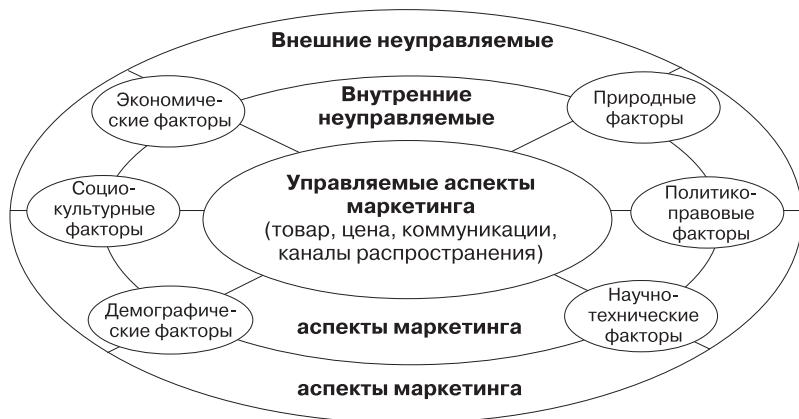 Внешние неуправляемые
Экономиче-
ские факторы
Внутренние
неуправляемые
Природные
факторы
Социо-
культурные
факторы
Управляемые аспекты
маркетинга
(товар, цена, коммуникации,
каналы распространения)
Политико-
правовые
факторы
Демографиче-
ские факторы
аспекты маркетинга
Научно-
технические
факторы
аспекты маркетинга